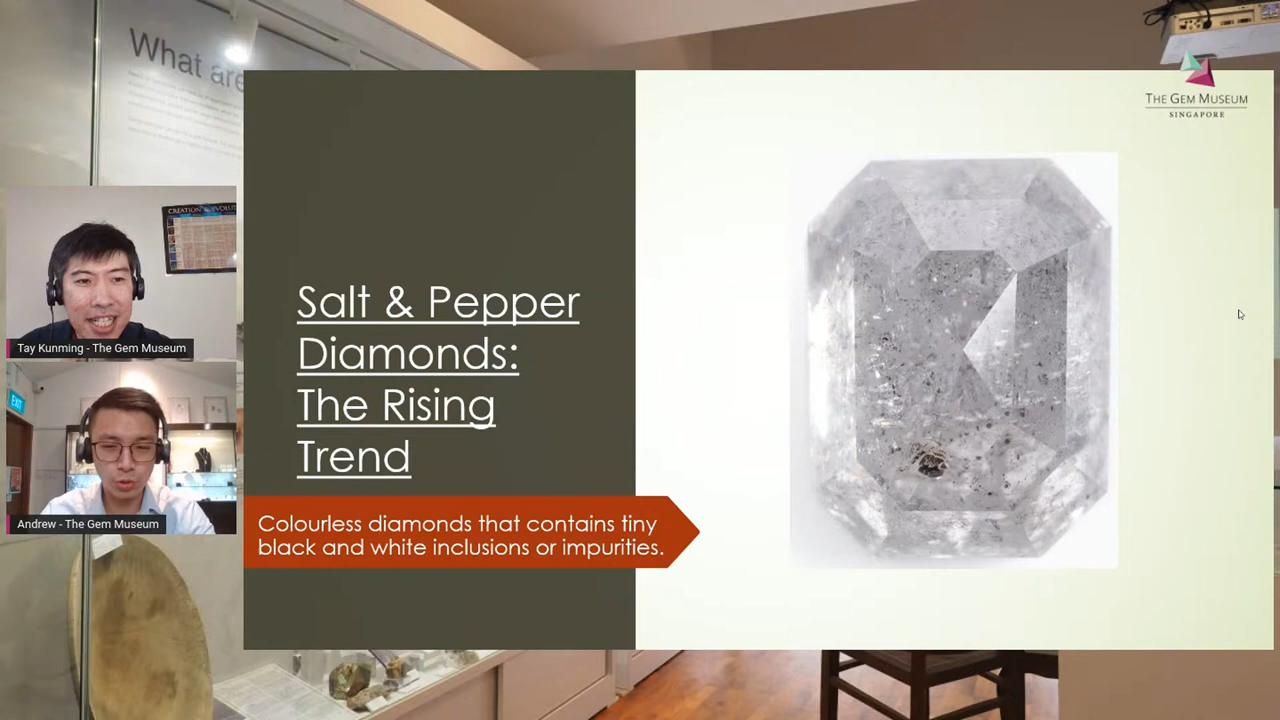 What are
THE GEM MUSEUM
SINGAPORE
CREATION
Tay Kunming - The Gem Museum
EXIT
Andrew - The Gem Museum
Salt & Pepper
Diamonds:
The Rising
Trend
Colourless diamonds that contains tiny
black and white inclusions or impurities.